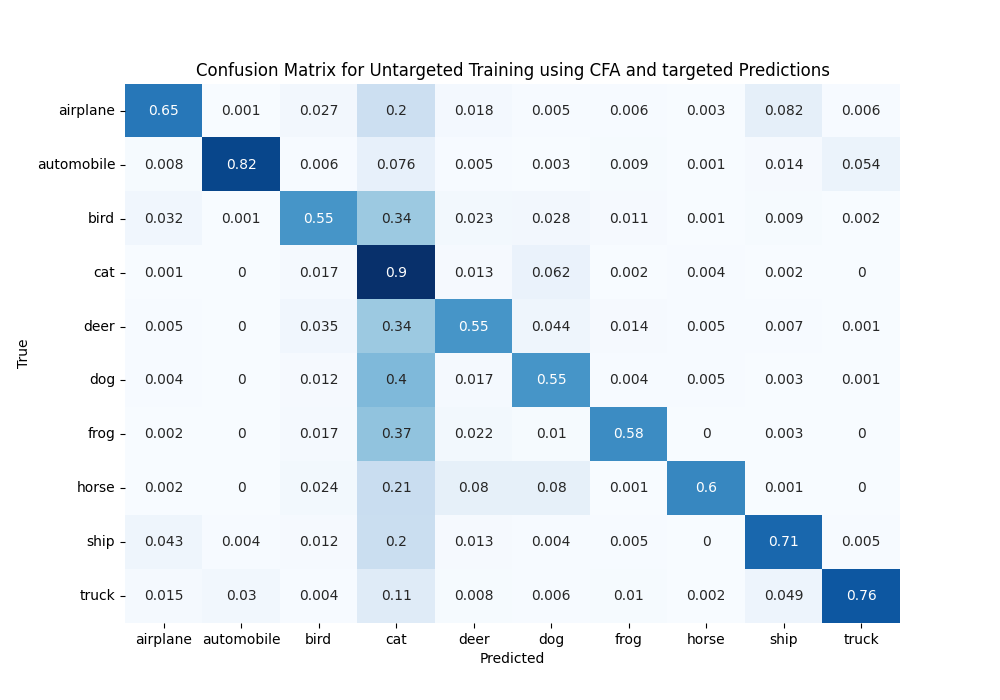 Confusion Matrix for Untargeted Training using CFA and targeted Predictions
airplane 0.65 0.001 0.027 0.2 0.018 0.005 0.006 0.003 0.082 0.006
automobile 0.008 0.82 0.006 0.076 0.005 0.003 0.009 0.001 0.014 0.054
bird 0.032 0.001 0.55 0.34 0.023 0.028 0.011 0.001 0.009 0.002
cat 0.001 0 0.017 0.9 0.013 0.062 0.002 0.004 0.002 0
deer 0.005 0 0.035 0.34 0.55 0.044 0.014 0.005 0.007 0.001
True
dog 0.004 0 0.012 0.4 0.017 0.55 0.004 0.005 0.003 0.001
frog 0.002 0 0.017 0.37 0.022 0.01 0.58 0 0.003 0
horse 0.002 0 0.024 0.21 0.08 0.08 0.001 0.6 0.001 0
ship 0.043 0.004 0.012 0.2 0.013 0.004 0.005 0 0.71 0.005
truck 0.015 0.03 0.004 0.11 0.008 0.006 0.01 0.002 0.049 0.76
airplane automobile bird cat deer dog frog horse ship truck
Predicted